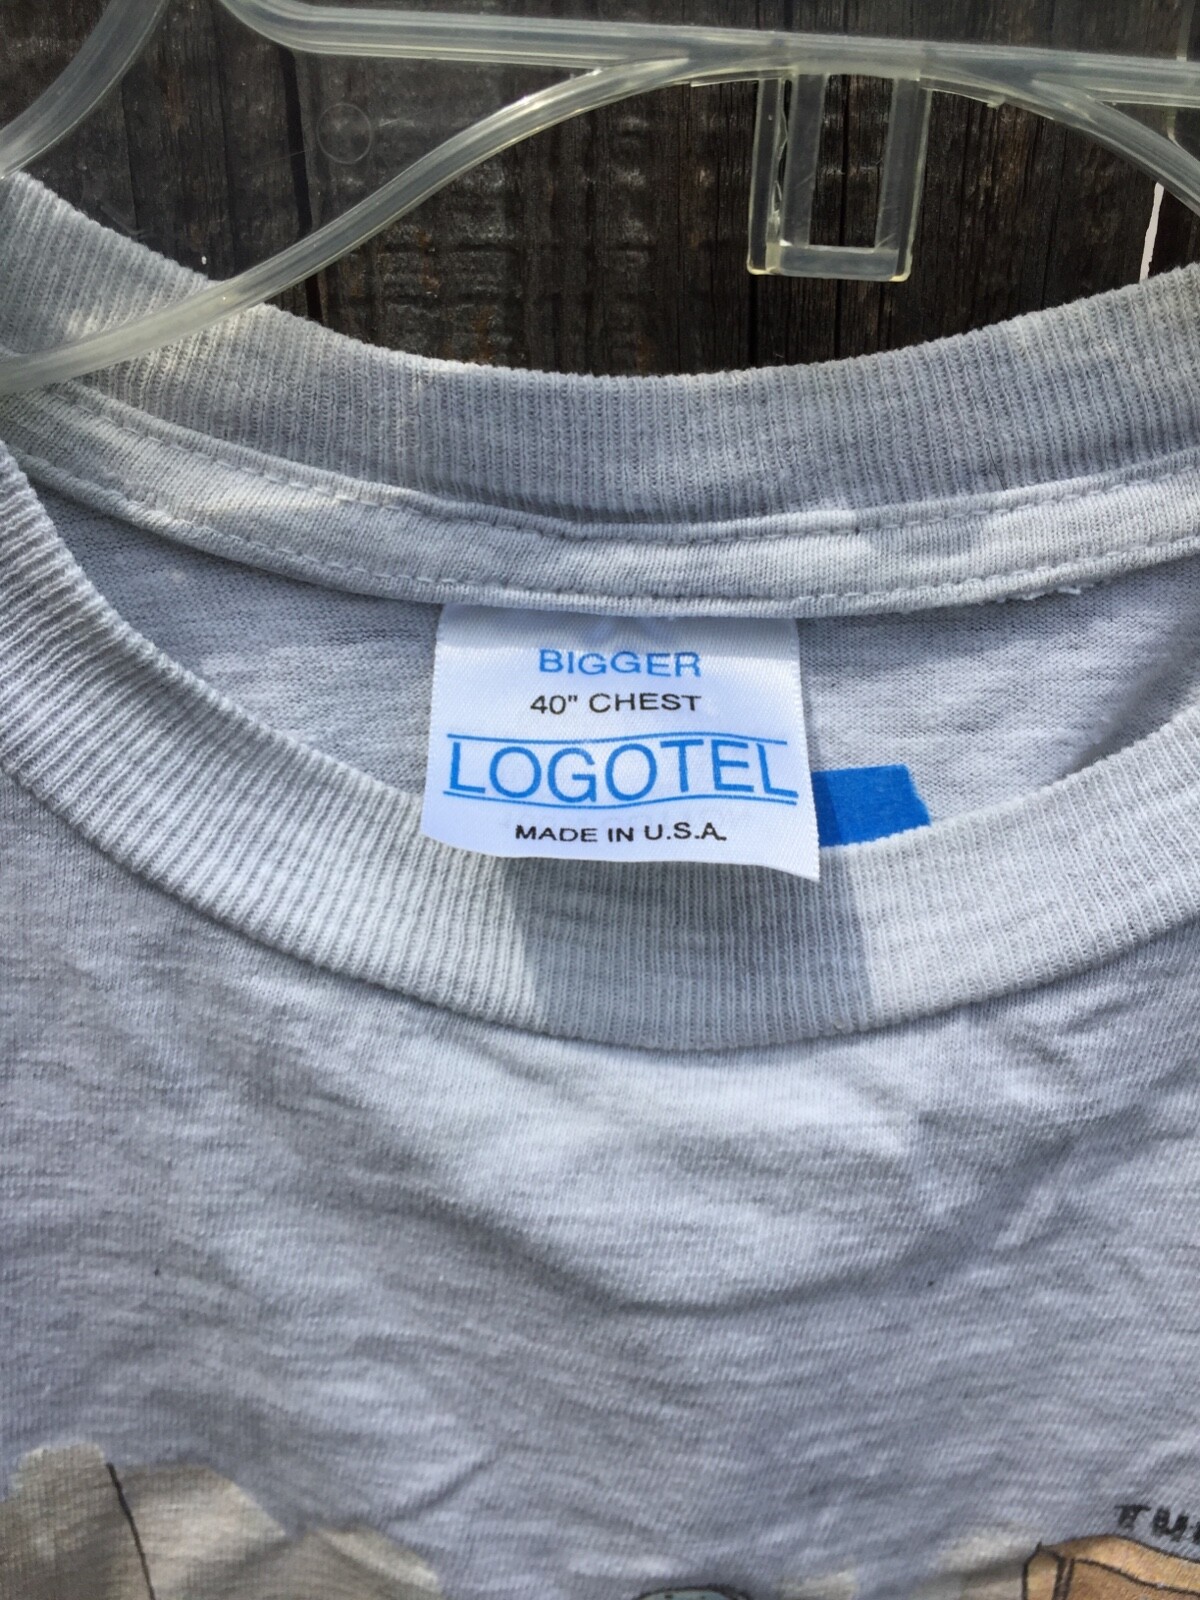 BIGGER
40" CHEST
LOGOTEL
MADE IN U.S.A.